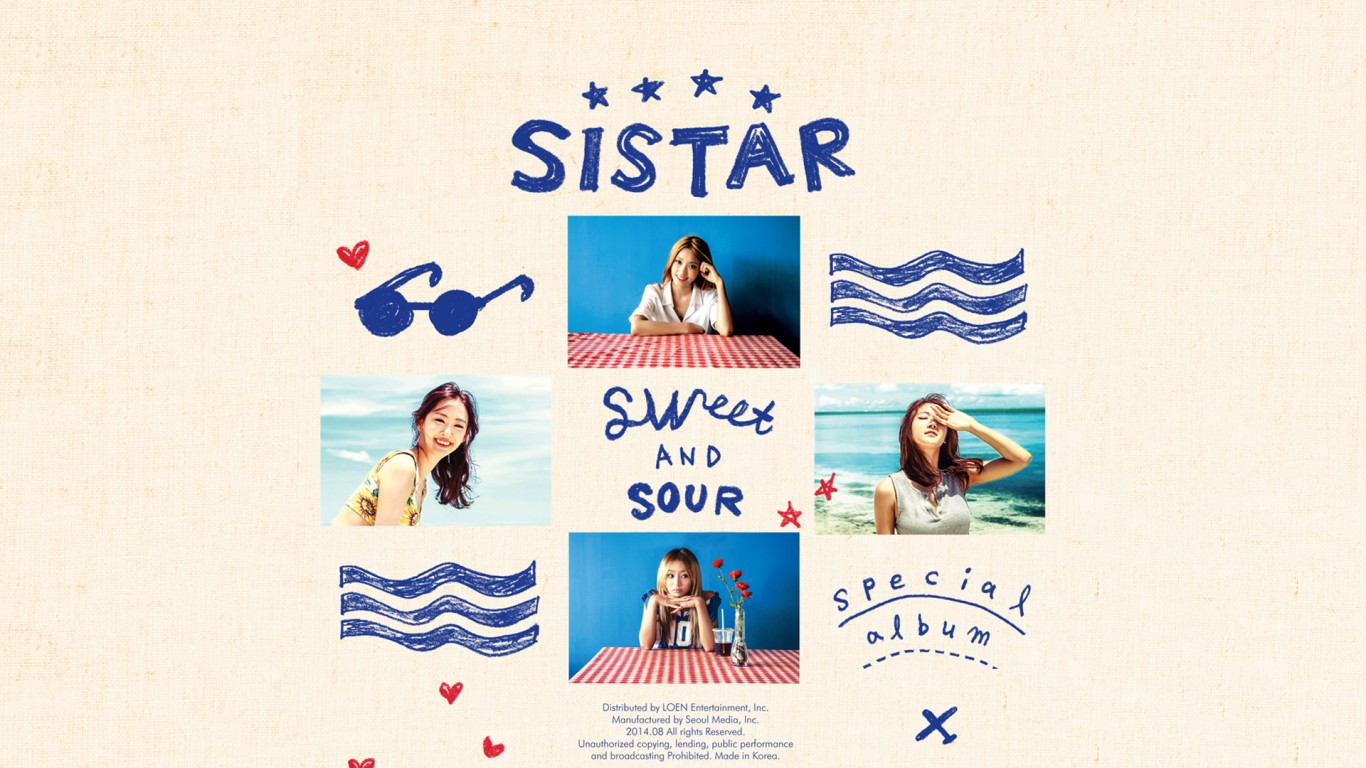 SISTAR
sweet
AND
SOUR
special
album
Distributed by LOEN Entertainment, Inc.
Manufactured by Seoul Media, Inc.
2014.08 All rights Reserved.
Unauthorized copying, lending, public performance
and broadcasting Prohibited. Made in Korea.